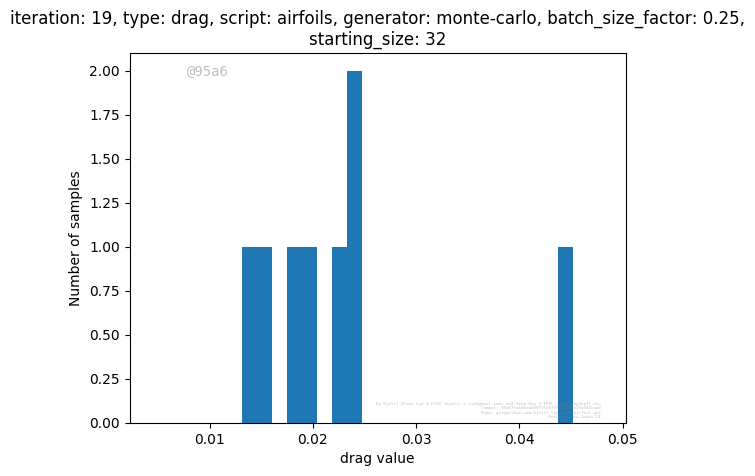 iteration: 19, type: drag, script: airfoils, generator: monte-carlo, batch_size_factor: 0.25,
starting_size: 32
@95a6
2.00
1.75
1.50
1.25
1.00
0.75
0.50
0.25
0.00
Number of samples
0.01
0.02
0.03
0.04
0.05
drag value